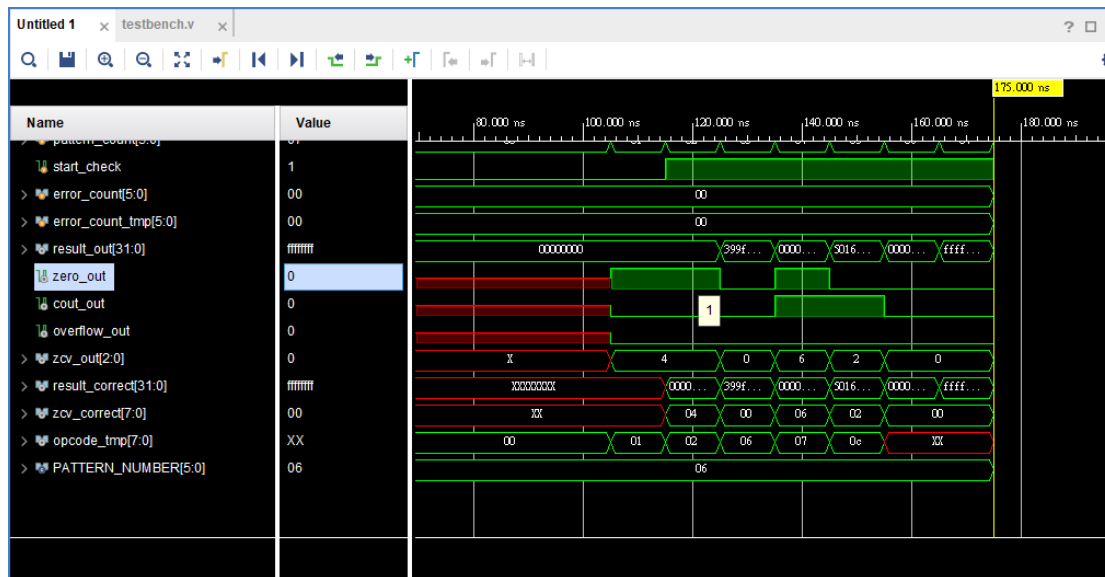 Untitled 1 × testbench.v × ?
175.000 ns
Name Value 80.000 ns 100.000 ns 120.000 ns 140.000 ns 160.000 ns 180.000 ns
start_check 1
error_count[5:0] 00 00
error_count_tmp[5:0] 00 00
result_out[31:0] ffffffff 00000000 399f... 0000... 5016... 0000... ffff...
zero_out 0
cout_out 0 1
overflow_out 0
zcv_out[2:0] 0 X 4 0 6 2 0
result_correct[31:0] ffffffff XXXXXXXX 0000... 399f... 0000... 5016... 0000... ffff...
zcv_correct[7:0] 00 XX 04 00 06 02 00
opcode_tmp[7:0] XX 00 01 02 06 07 0c XX
PATTERN_NUMBER[5:0] 06 06